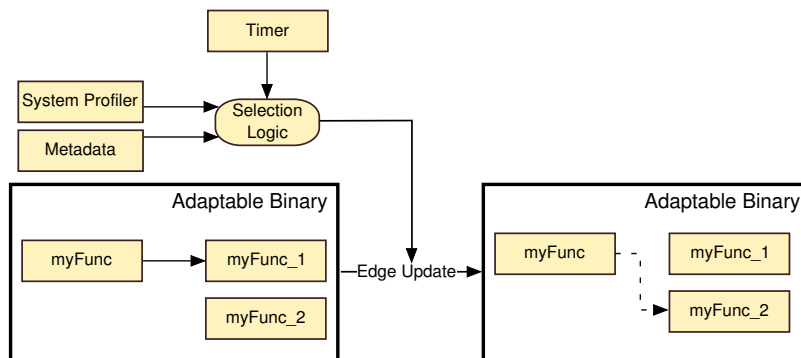 Timer
System Profiler
Selection
Logic
Metadata
Adaptable Binary
myFunc
myFunc_1
myFunc_2
Edge Update
Adaptable Binary
myFunc
myFunc_1
myFunc_2